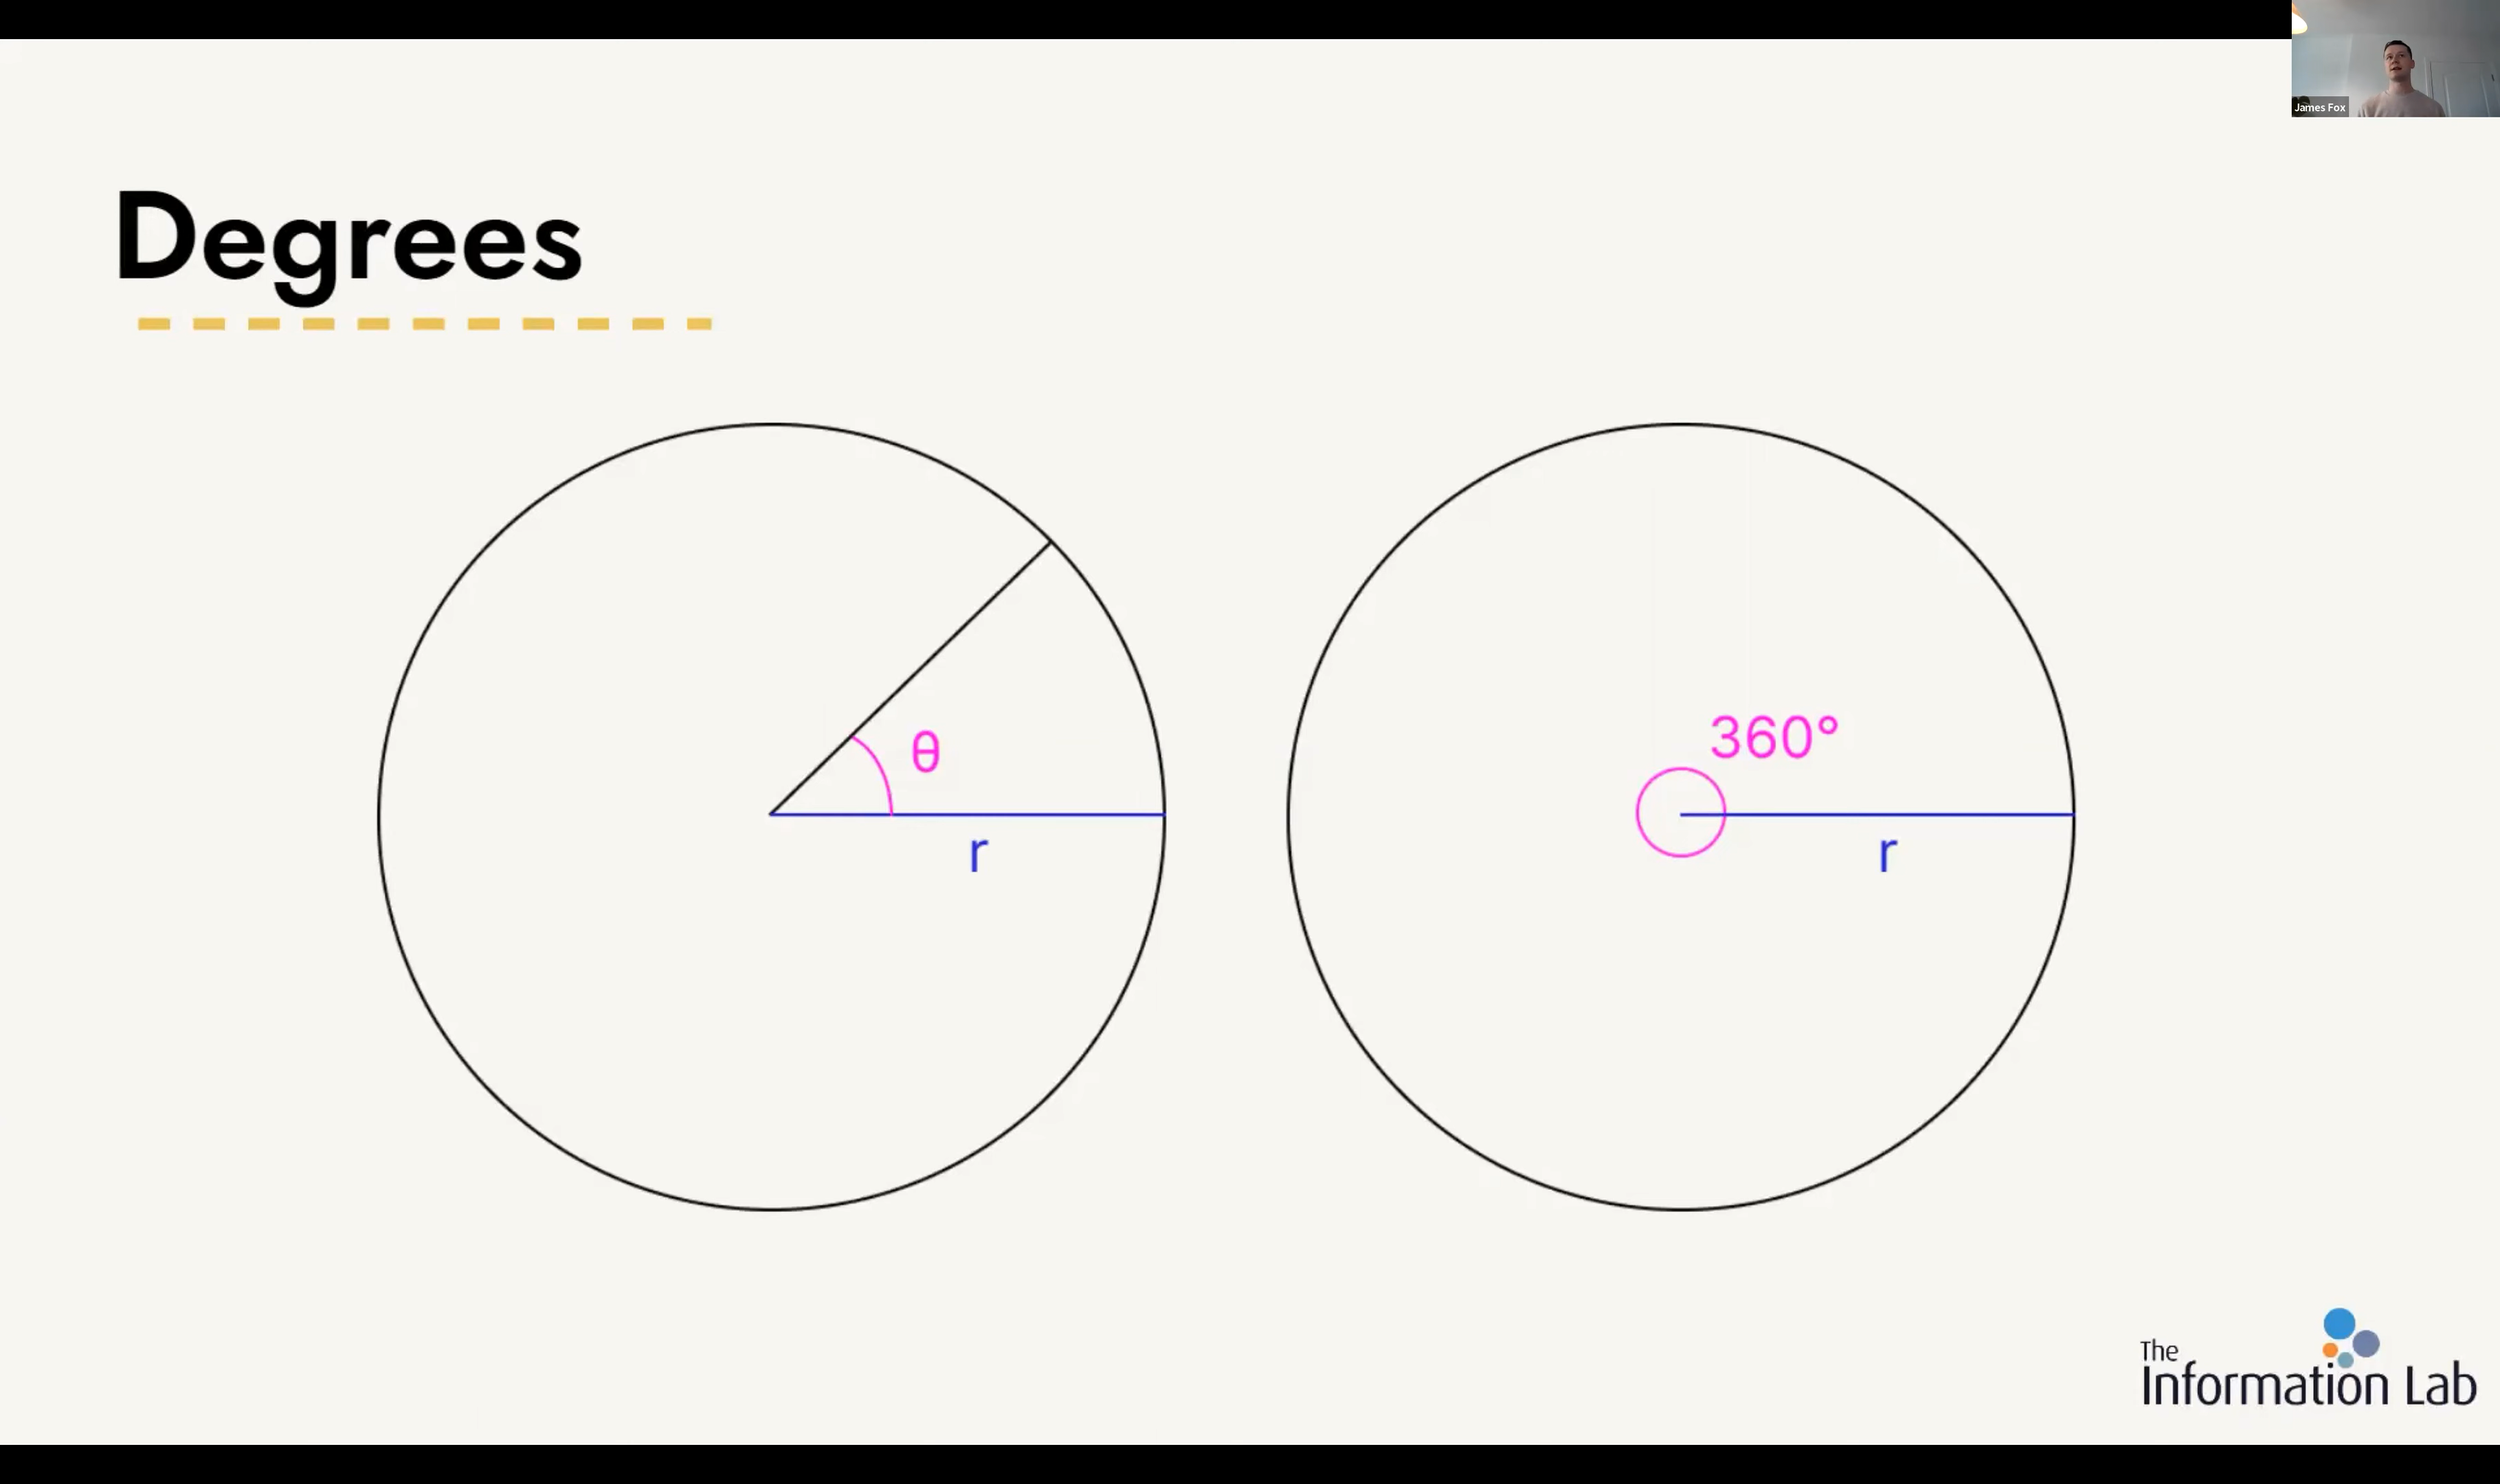 James Fox
Degrees
θ
r
360°
r
The
Information Lab